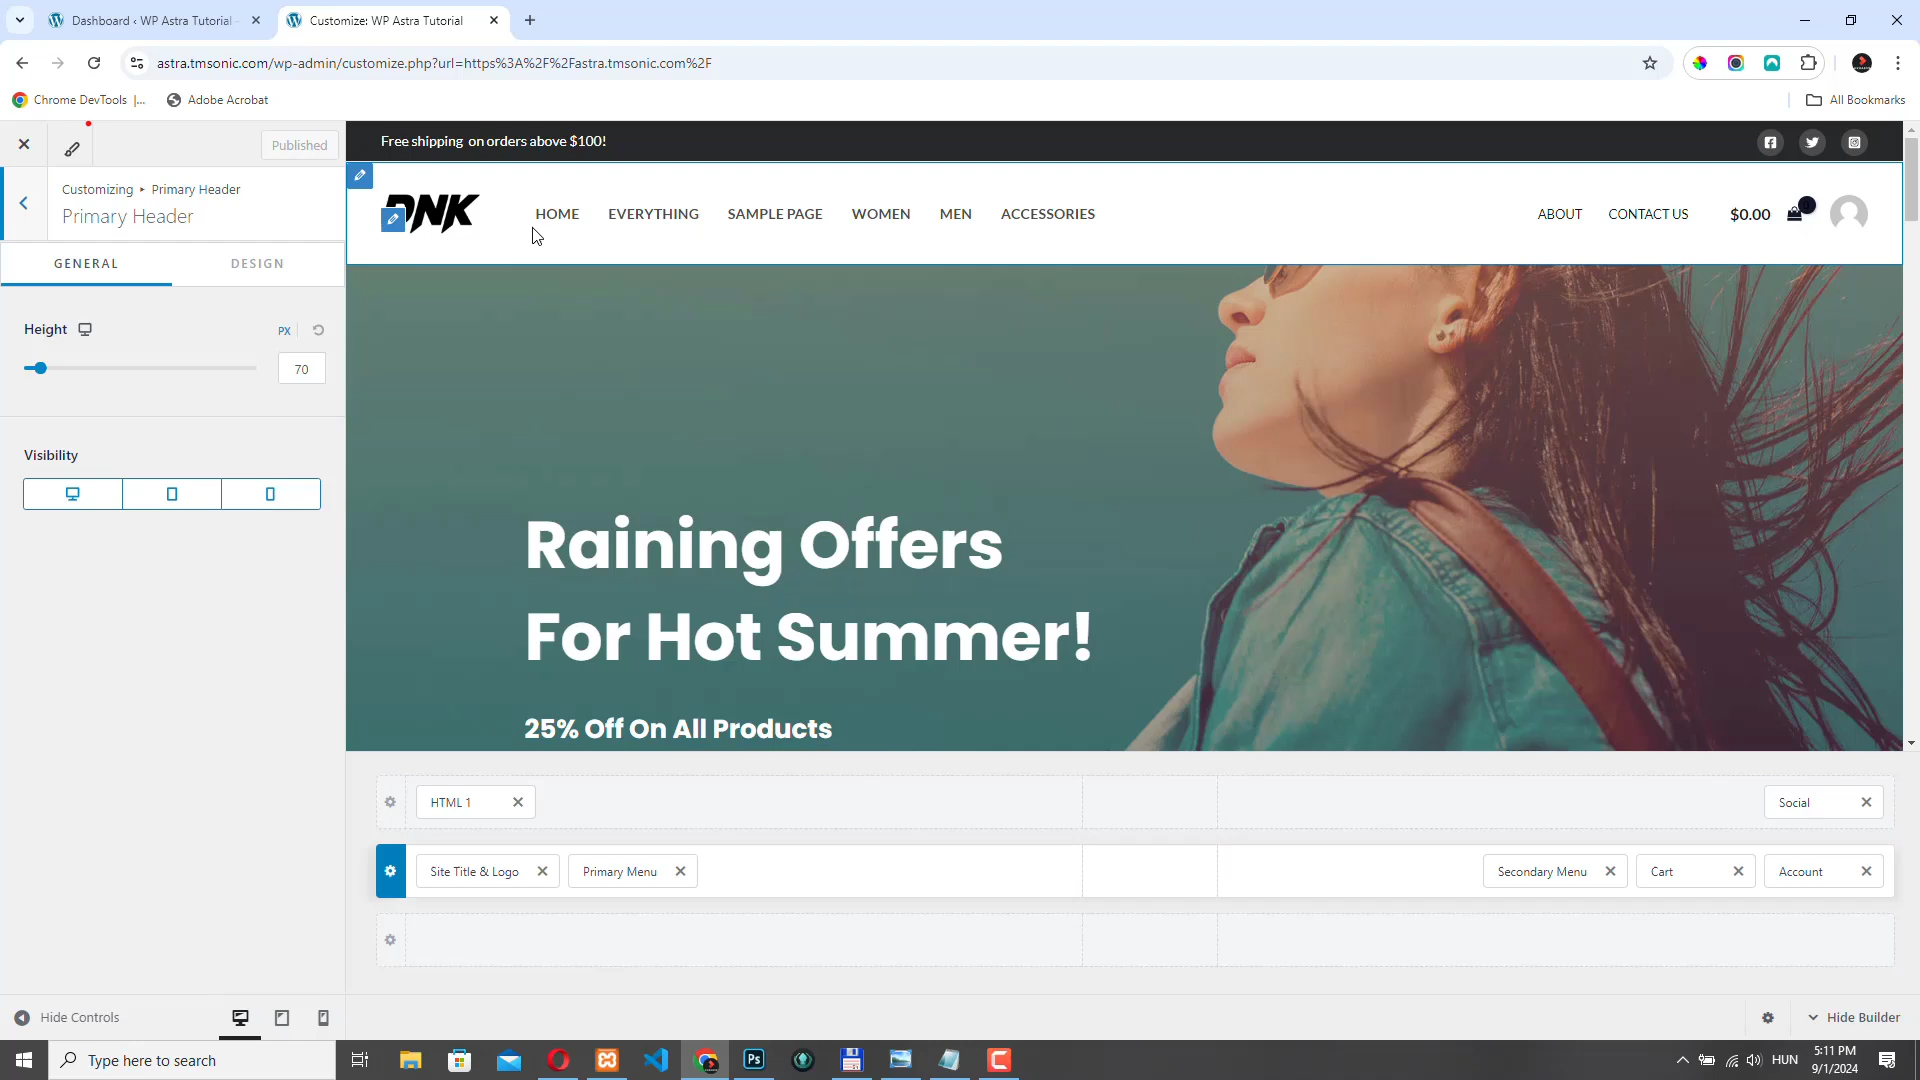 Dashboard ‹ WP Astra Tutorial
Customize: WP Astra Tutorial
astra.tmsonic.com/wp-admin/customize.php?url=https%3A%2F%2Fastra.tmsonic.com%2F
Chrome DevTools |...
Adobe Acrobat
All Bookmarks
Published
Customizing ▸ Primary Header
Primary Header
GENERAL
DESIGN
Height
PX
70
Visibility
Free shipping on orders above $100!
DNK
HOME
EVERYTHING
SAMPLE PAGE
WOMEN
MEN
ACCESSORIES
ABOUT
CONTACT US
$0.00
Raining Offers
For Hot Summer!
25% Off On All Products
HTML 1
Social
Site Title & Logo
Primary Menu
Secondary Menu
Cart
Account
Hide Controls
Hide Builder
Type here to search
Ps
HUN
5:11 PM
9/1/2024